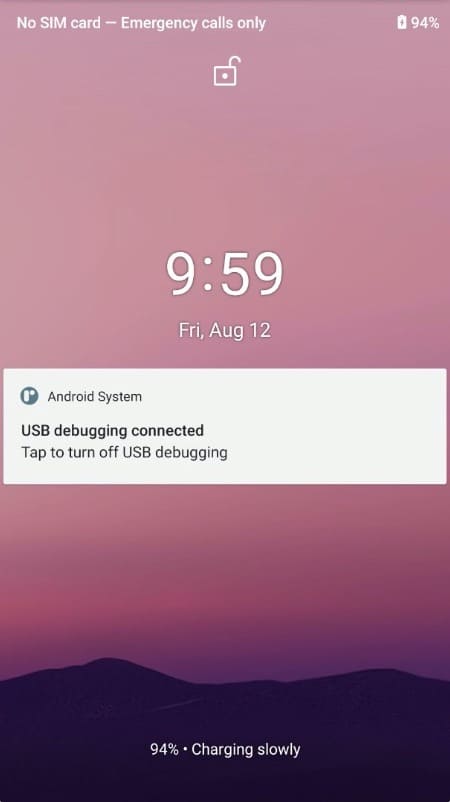 No SIM card — Emergency calls only 94%
9:59
Fri, Aug 12
Android System
USB debugging connected
Tap to turn off USB debugging
94% • Charging slowly